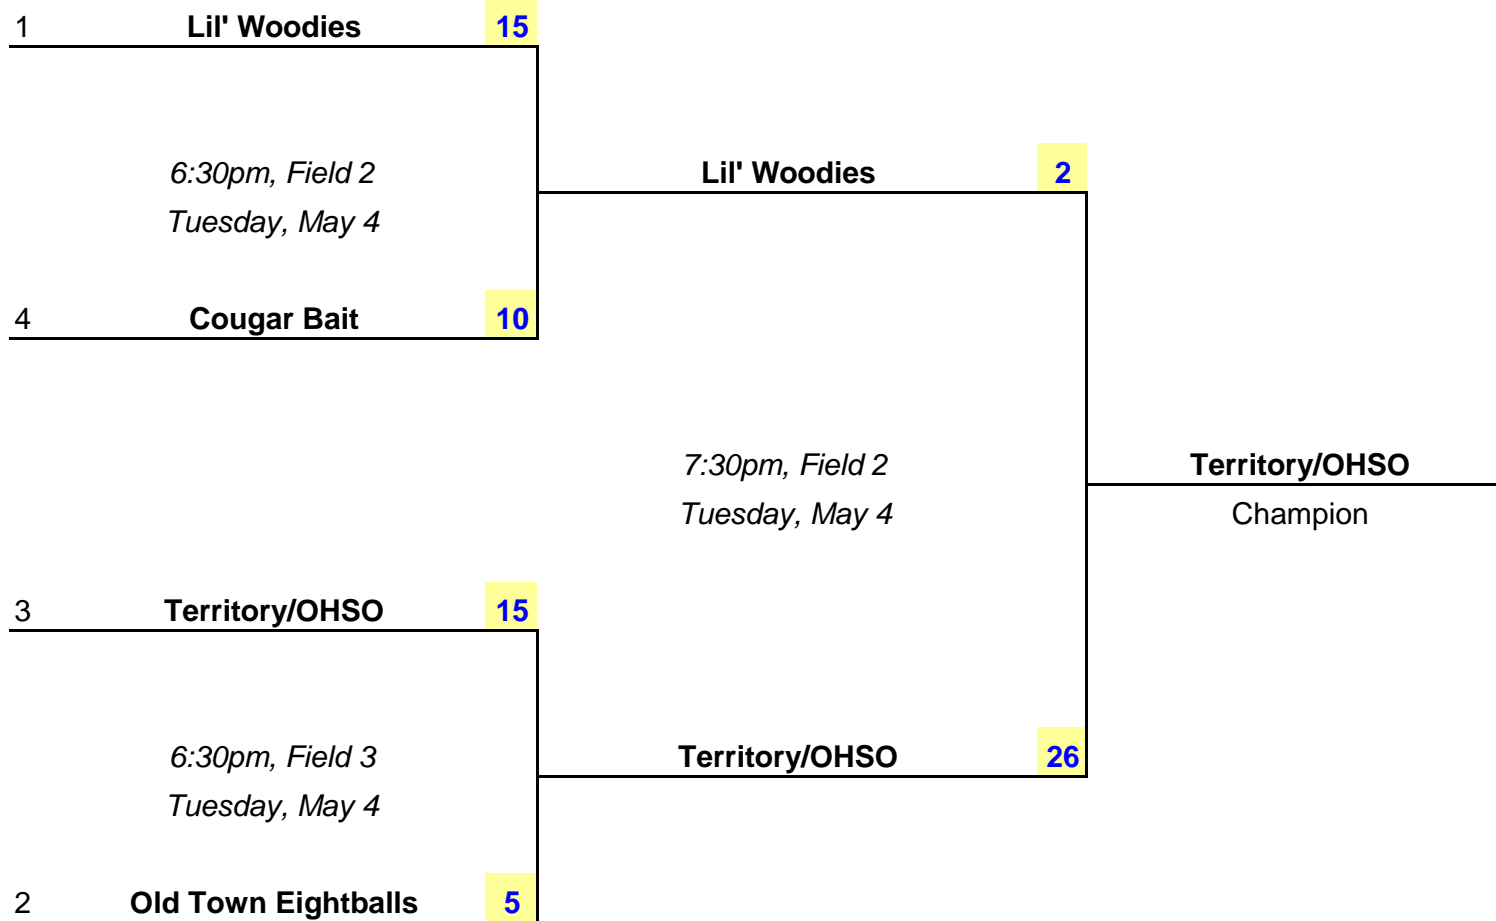 1 Lil' Woodies 15
6:30pm, Field 2
Tuesday, May 4
Lil' Woodies 2
4 Cougar Bait 10
7:30pm, Field 2
Tuesday, May 4
Territory/OHSO
Champion
3 Territory/OHSO 15
6:30pm, Field 3
Tuesday, May 4
Territory/OHSO 26
2 Old Town Eightballs 5